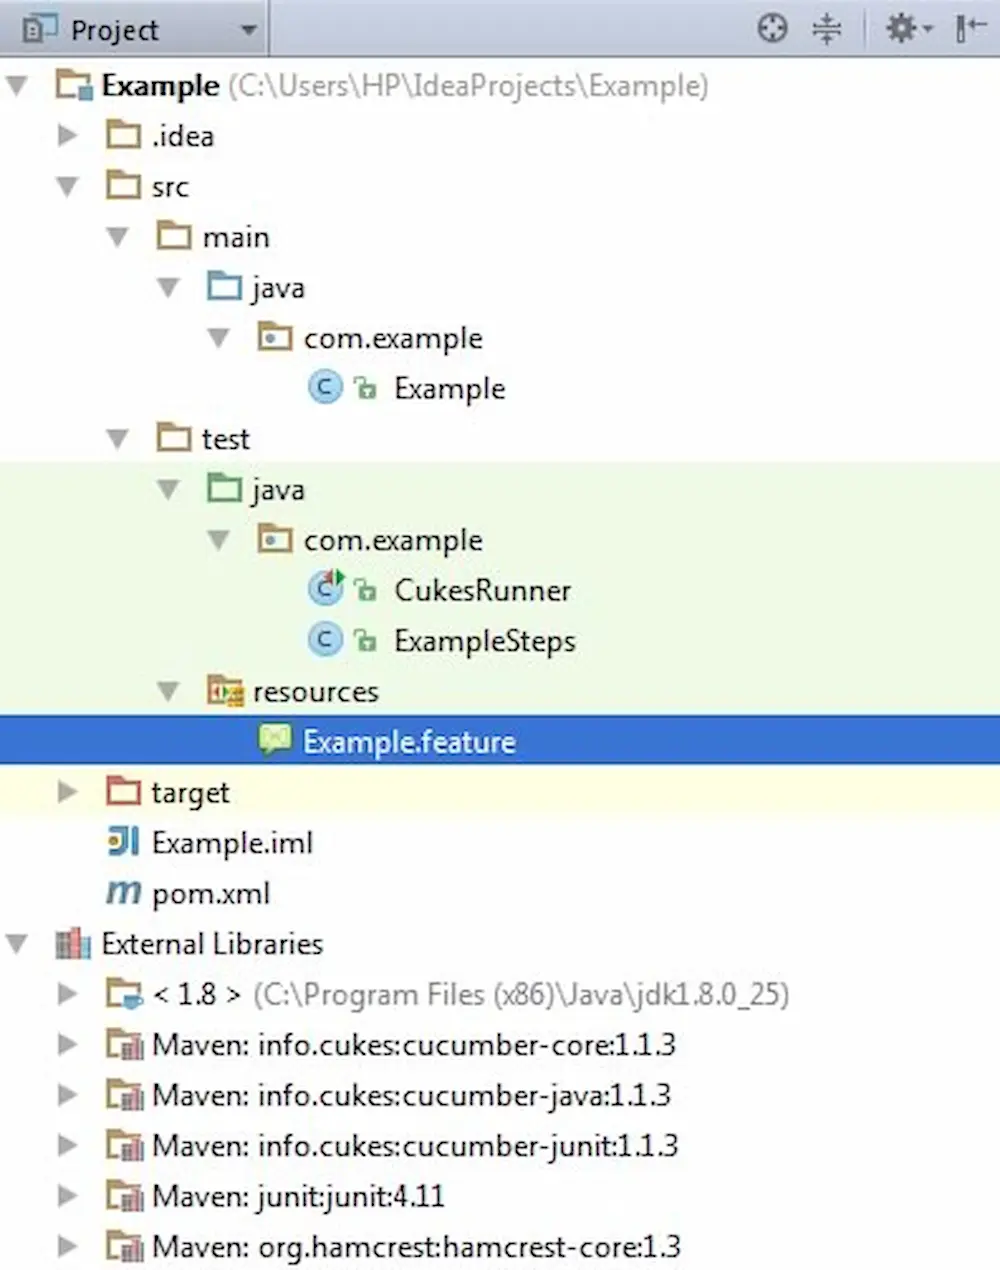 Project
Example (C:\Users\HP\IdeaProjects\Example)
.idea
src
main
java
com.example
Example
test
java
com.example
CukesRunner
ExampleSteps
resources
Example.feature
target
Example.iml
pom.xml
External Libraries
< 1.8 > (C:\Program Files (x86)\Java\jdk1.8.0_25)
Maven: info.cukes:cucumber-core:1.1.3
Maven: info.cukes:cucumber-java:1.1.3
Maven: info.cukes:cucumber-junit:1.1.3
Maven: junit:junit:4.11
Maven: org.hamcrest:hamcrest-core:1.3